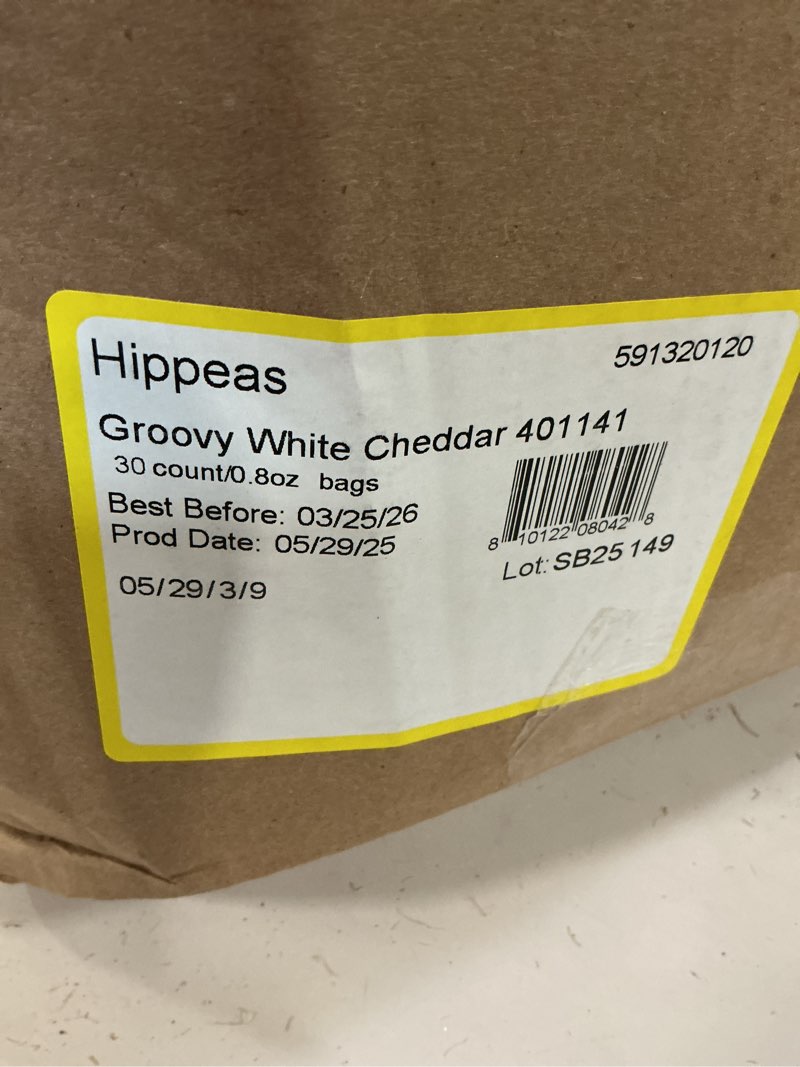 Hippeas
591320120
Groovy White Cheddar 401141
30 count/0.8oz bags
Best Before: 03/25/26
Prod Date: 05/29/25
05/29/3/9
8 10122 08042 8
Lot: SB25 149